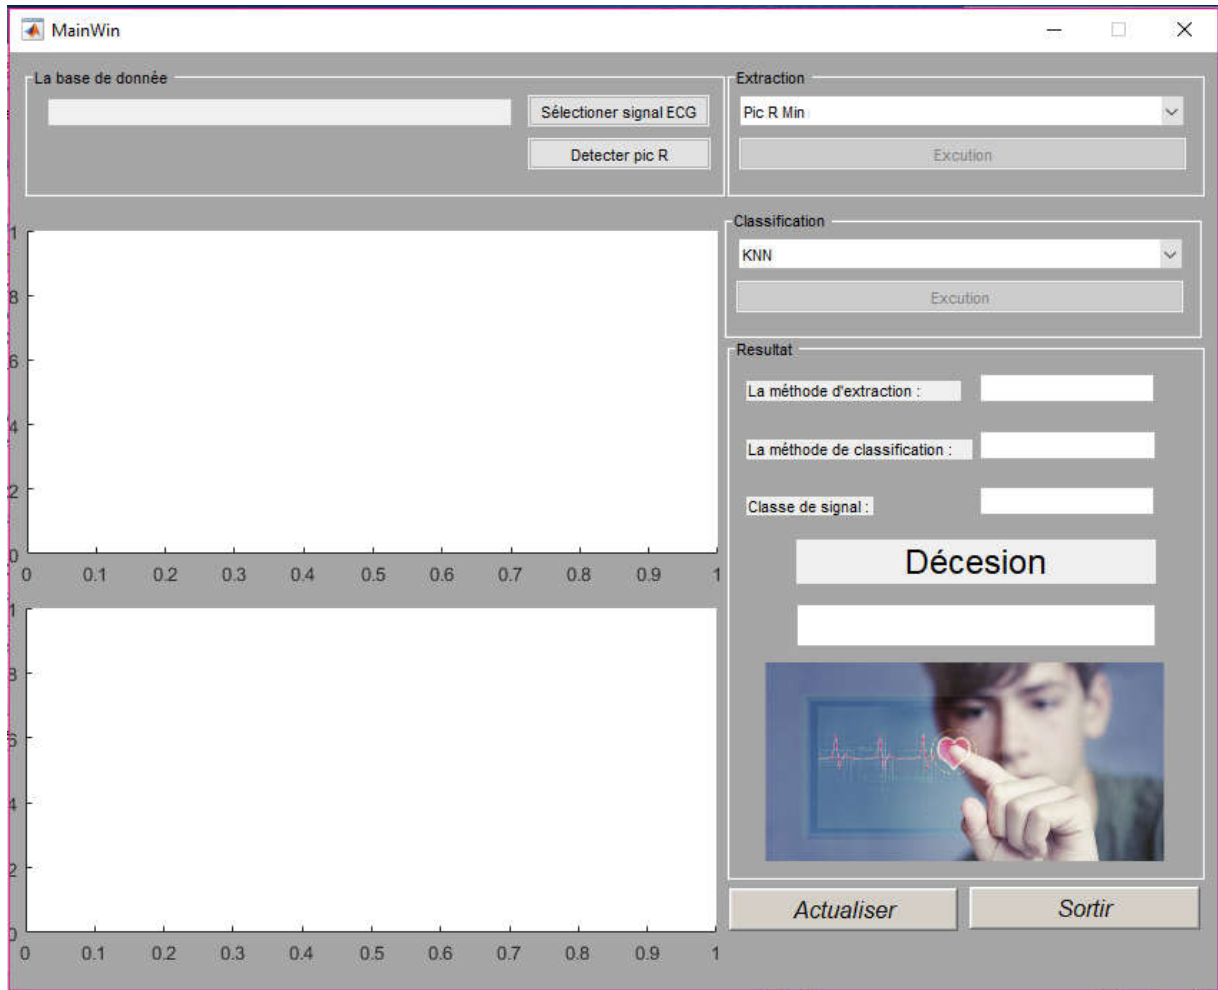 MainWin
La base de donnée
Sélectioner signal ECG
Detecter pic R
Extraction
Pic R Min
Excution
Classification
KNN
Excution
Resultat
La méthode d'extraction :
La méthode de classification :
Classe de signal :
Décesion
Actualiser
Sortir
1
8
6
4
2
0
0 0.1 0.2 0.3 0.4 0.5 0.6 0.7 0.8 0.9 1
1
8
6
4
2
0
0 0.1 0.2 0.3 0.4 0.5 0.6 0.7 0.8 0.9 1